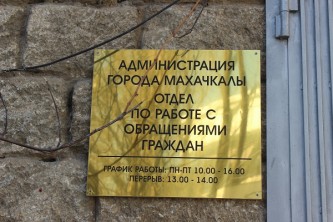 АДМИНИСТРАЦИЯ
ГОРОДА МАХАЧКАЛЫ
ОТДЕЛ
ПО РАБОТЕ С
ОБРАЩЕНИЯМИ
ГРАЖДАН
ГРАФИК РАБОТЫ: ПН-ПТ 10.00 - 16.00
ПЕРЕРЫВ: 13.00 - 14.00